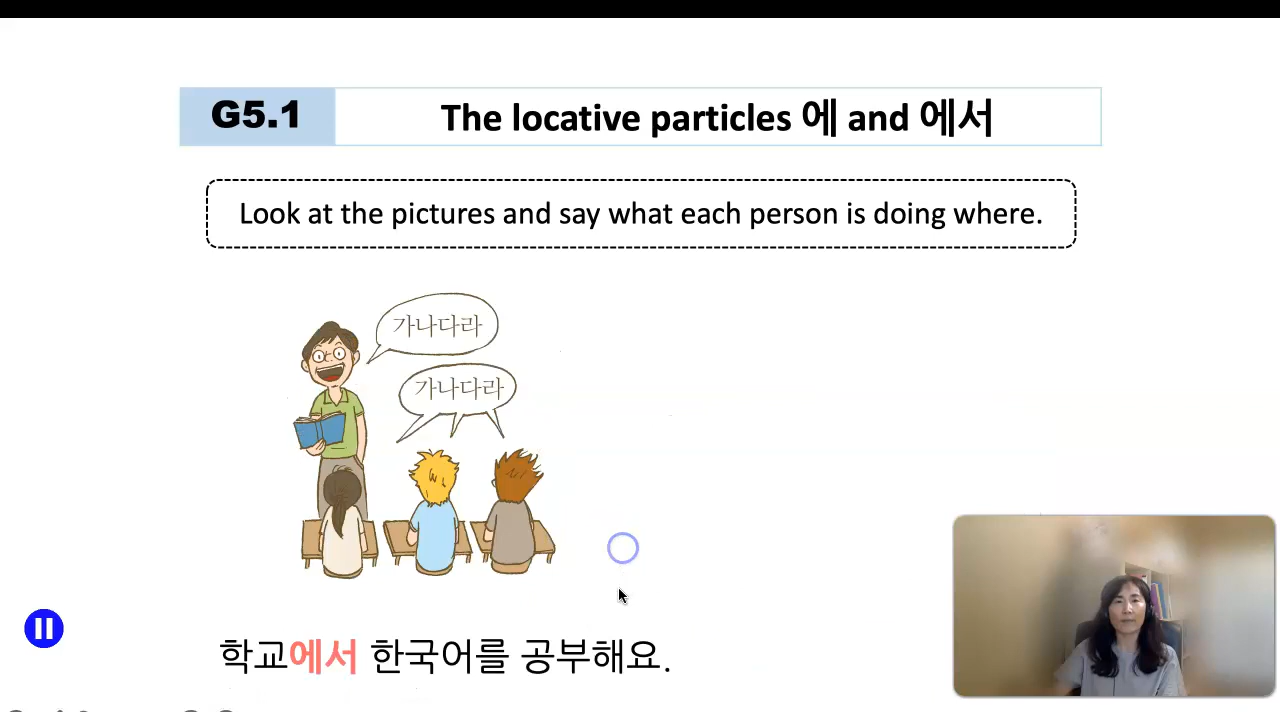 G5.1
The locative particles 에 and 에서
Look at the pictures and say what each person is doing where.
가나다라
가나다라
학교에서 한국어를 공부해요.